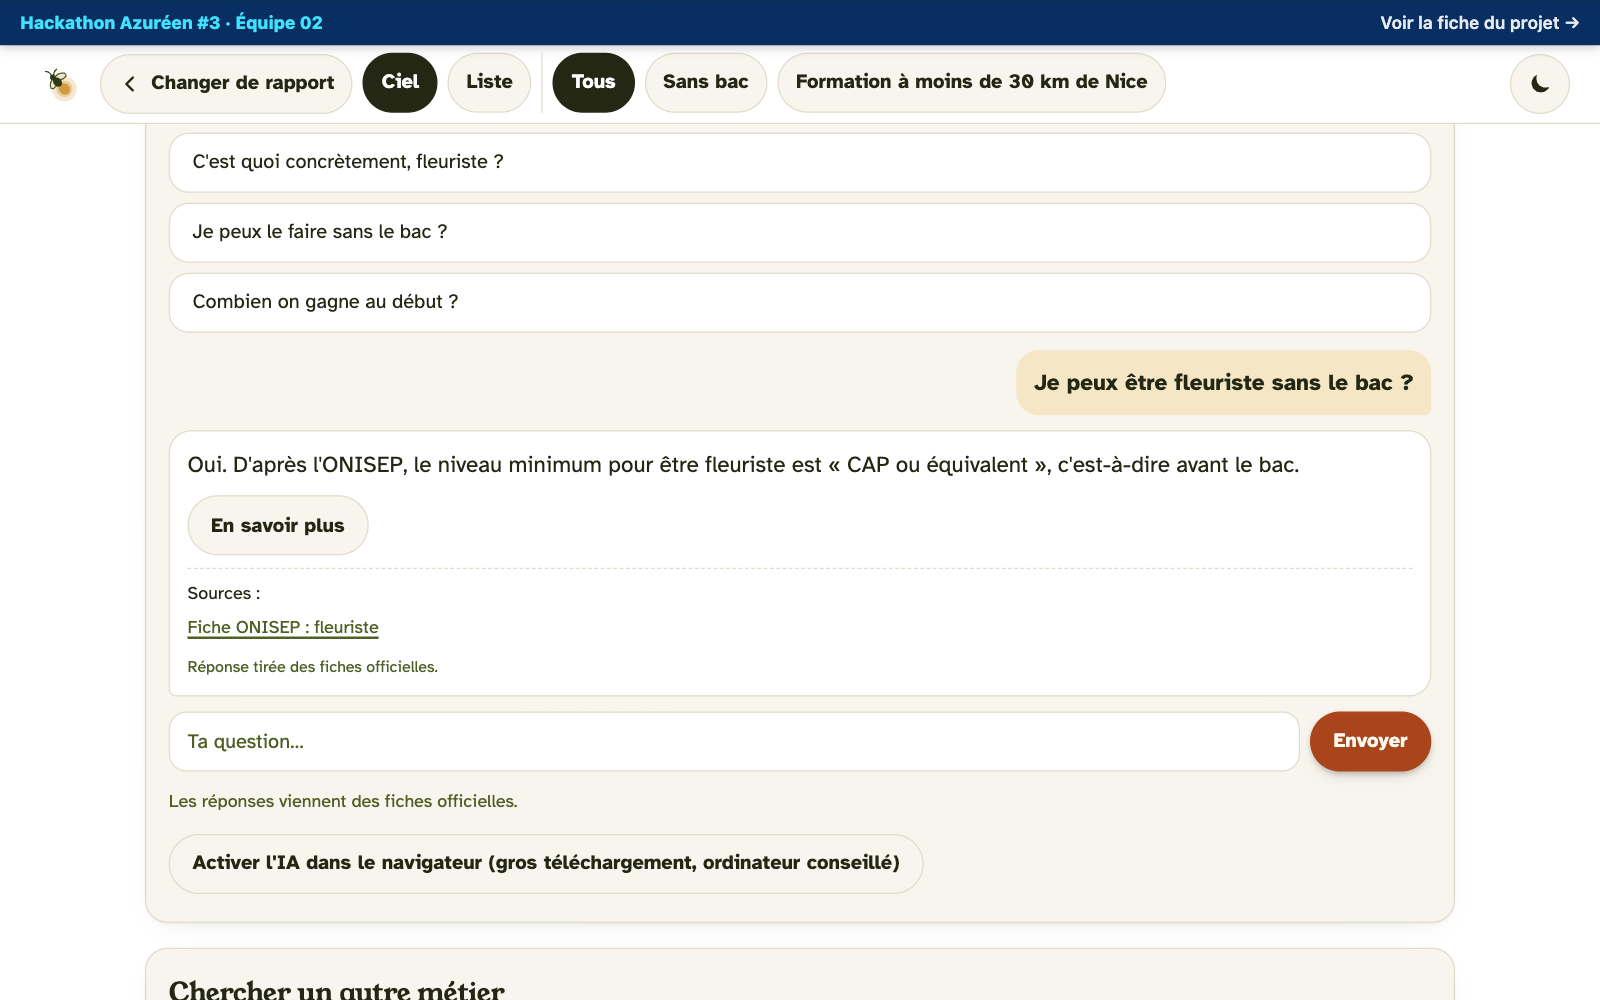 Hackathon Azuréen #3 · Équipe 02
Voir la fiche du projet →
Changer de rapport
Ciel
Liste
Tous
Sans bac
Formation à moins de 30 km de Nice
C'est quoi concrètement, fleuriste ?
Je peux le faire sans le bac ?
Combien on gagne au début ?
Je peux être fleuriste sans le bac ?
Oui. D'après l'ONISEP, le niveau minimum pour être fleuriste est « CAP ou équivalent », c'est-à-dire avant le bac.
En savoir plus
Sources :
Fiche ONISEP : fleuriste
Réponse tirée des fiches officielles.
Ta question...
Envoyer
Les réponses viennent des fiches officielles.
Activer l'IA dans le navigateur (gros téléchargement, ordinateur conseillé)
Chercher un autre métier